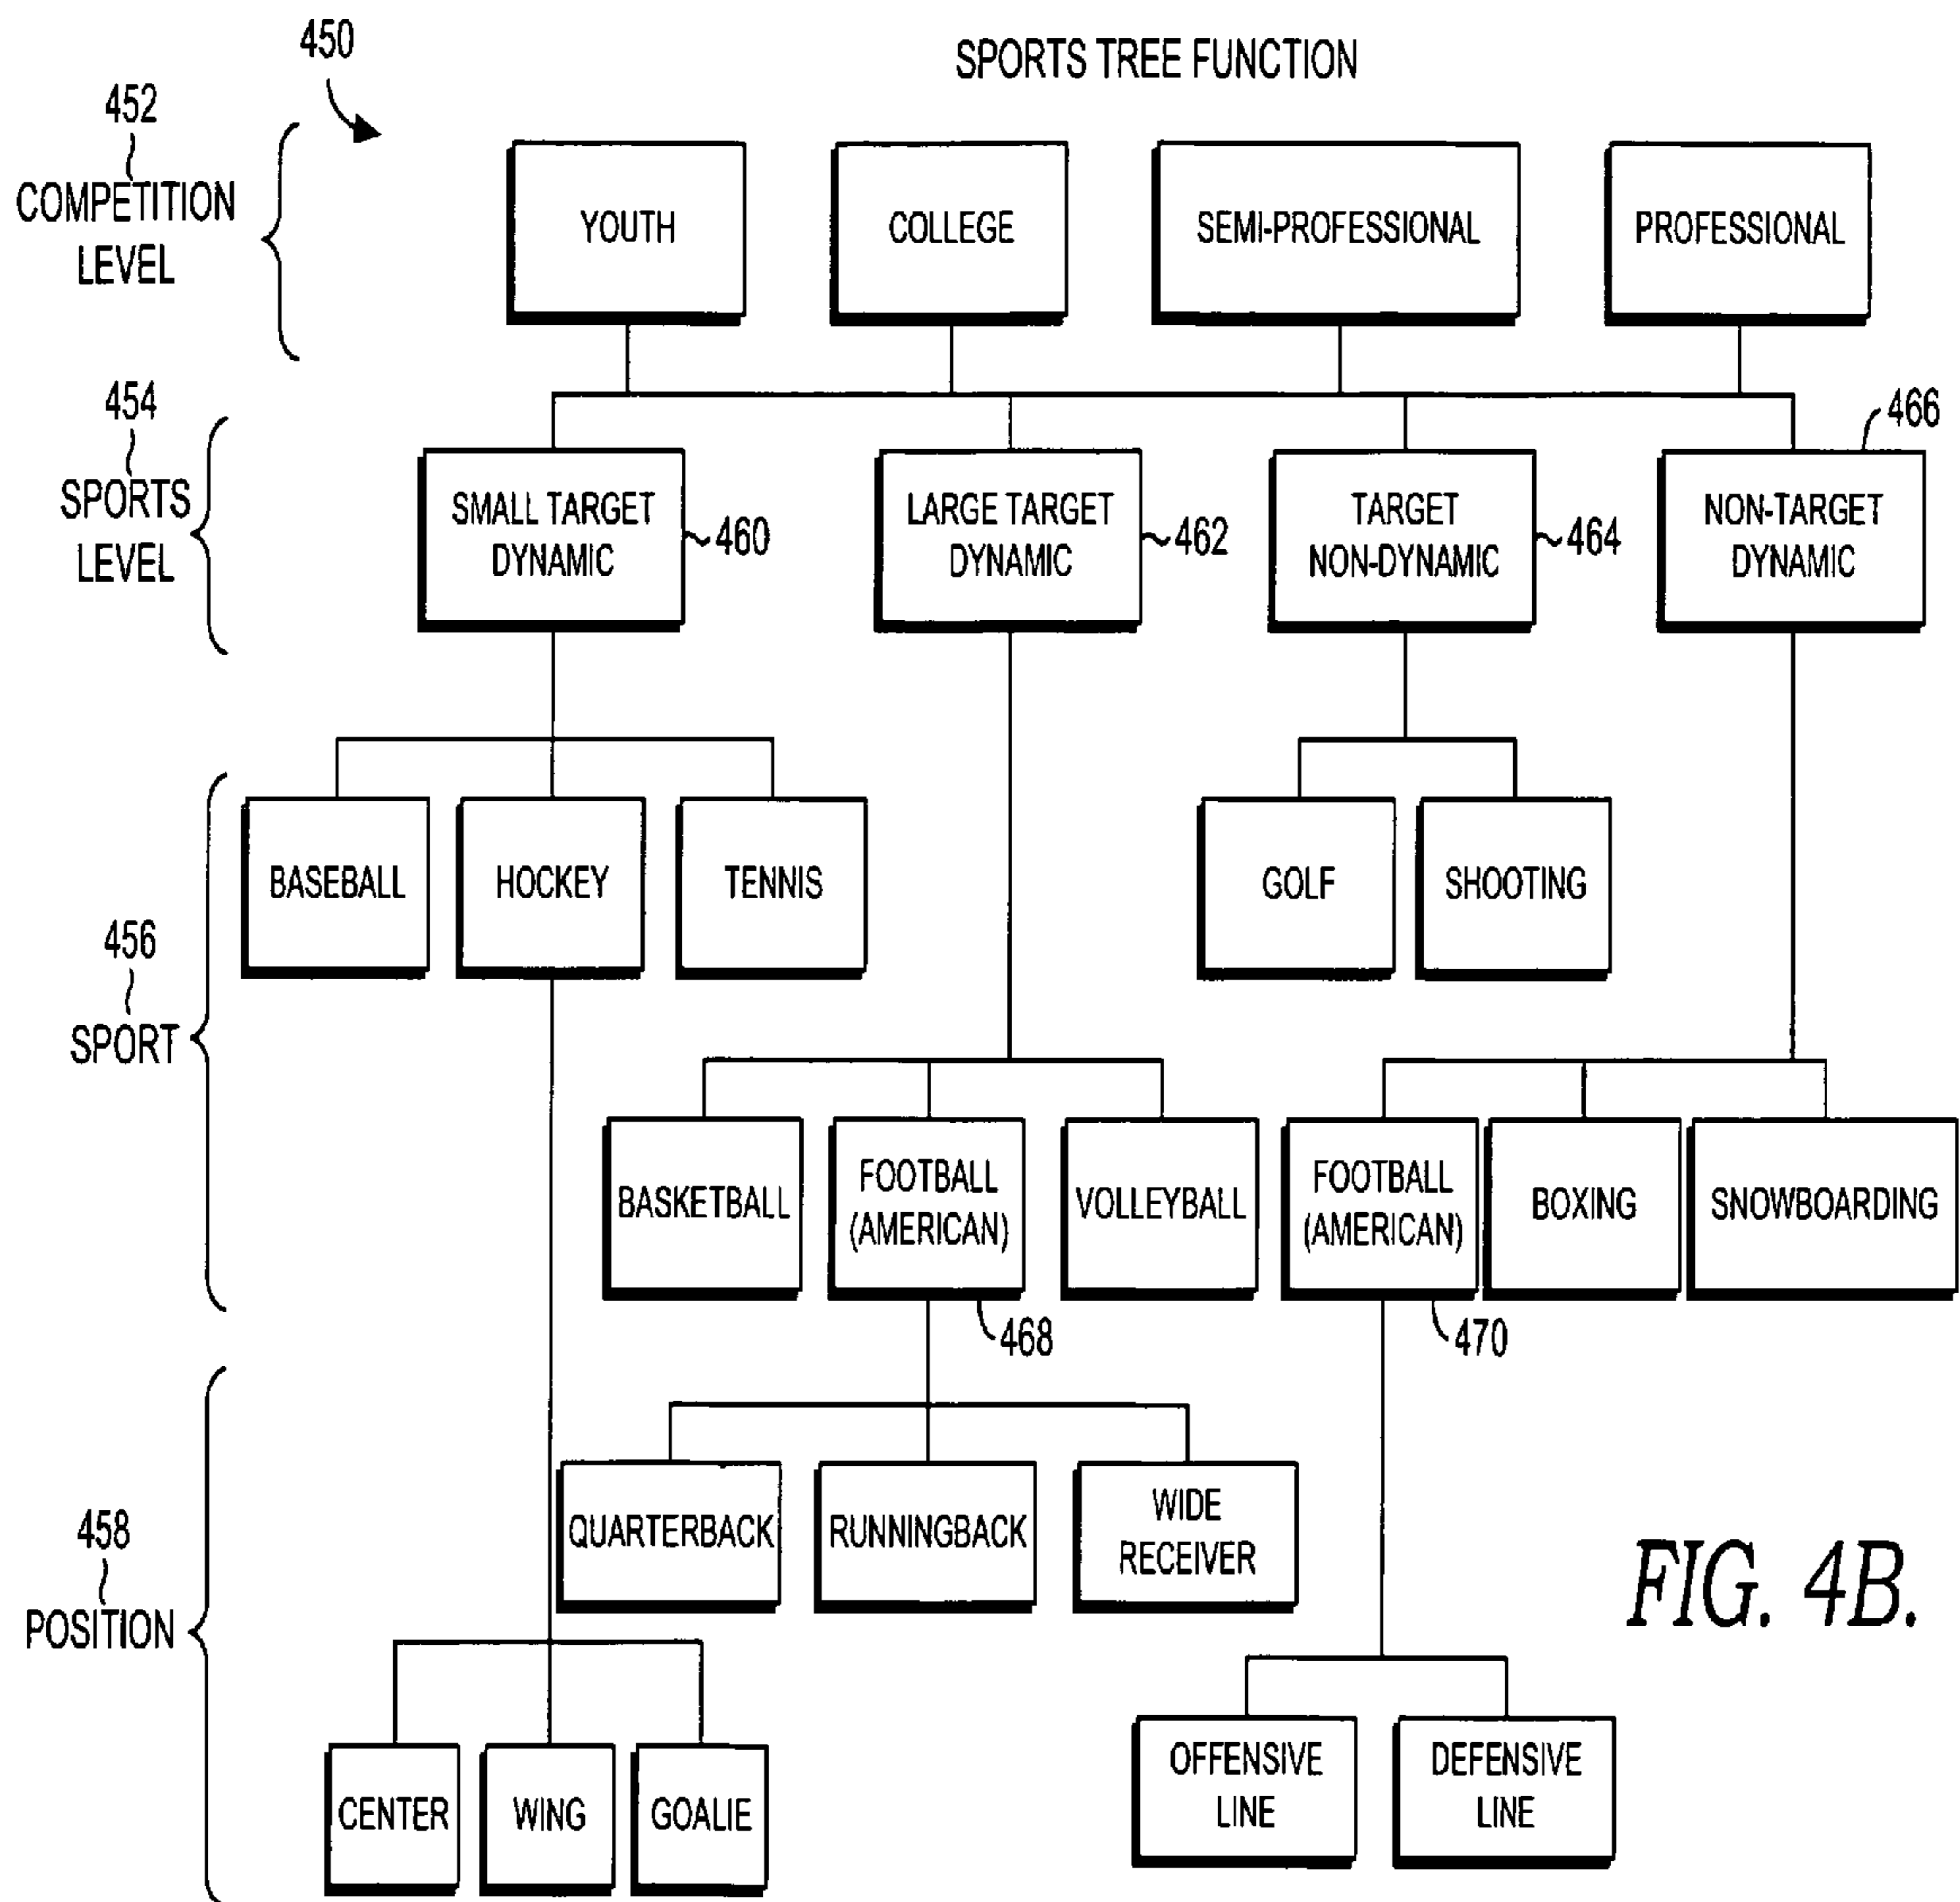 450
SPORTS TREE FUNCTION
452
COMPETITION
LEVEL
YOUTH
COLLEGE
SEMI-PROFESSIONAL
PROFESSIONAL
454
SPORTS
LEVEL
466
SMALL TARGET
DYNAMIC
460
LARGE TARGET
DYNAMIC
462
TARGET
NON-DYNAMIC
464
NON-TARGET
DYNAMIC
456
SPORT
BASEBALL
HOCKEY
TENNIS
GOLF
SHOOTING
BASKETBALL
FOOTBALL
(AMERICAN)
VOLLEYBALL
FOOTBALL
(AMERICAN)
BOXING
SNOWBOARDING
468
470
458
POSITION
QUARTERBACK
RUNNINGBACK
WIDE
RECEIVER
CENTER
WING
GOALIE
OFFENSIVE
LINE
DEFENSIVE
LINE
FIG. 4B.